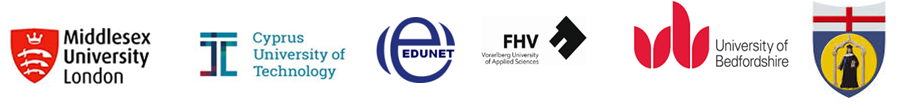 Middlesex
University
London
Cyprus
University of
Technology
EDUNET
FHV
Vorarlberg University
of Applied Sciences
University of
Bedfordshire